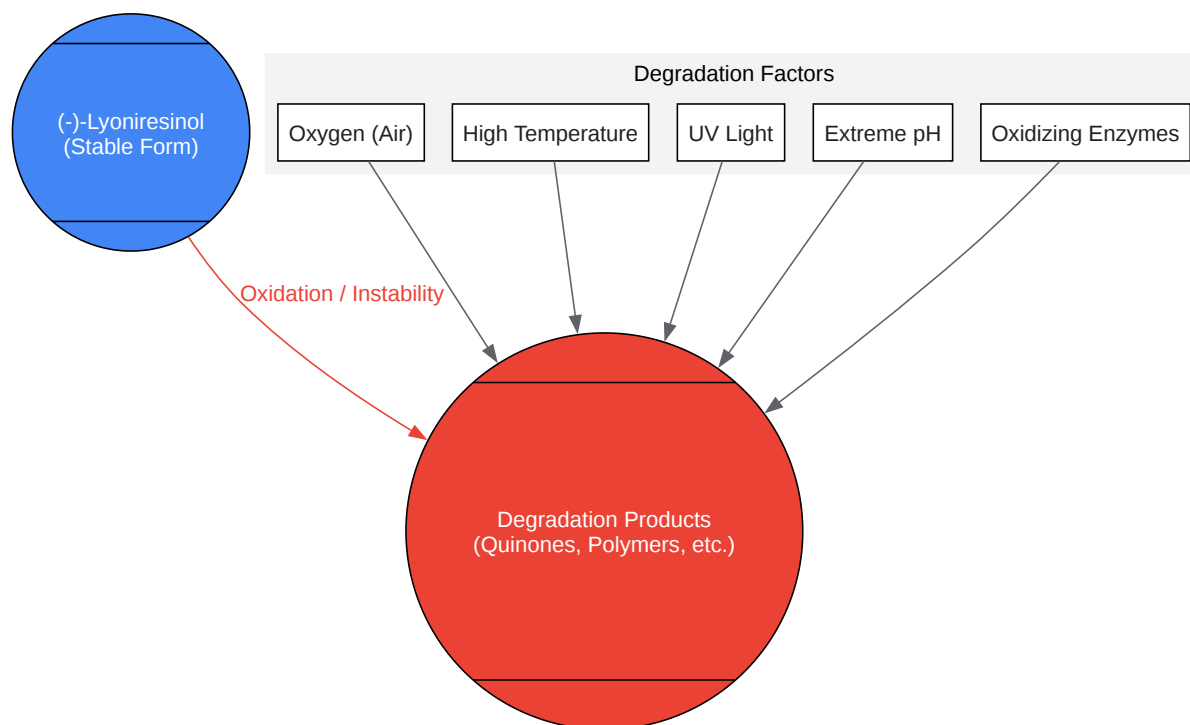 Degradation Factors
(-)-Lyoniresinol
(Stable Form)
Oxygen (Air)
High Temperature
UV Light
Extreme pH
Oxidizing Enzymes
Oxidation / Instability
Degradation Products
(Quinones, Polymers, etc.)